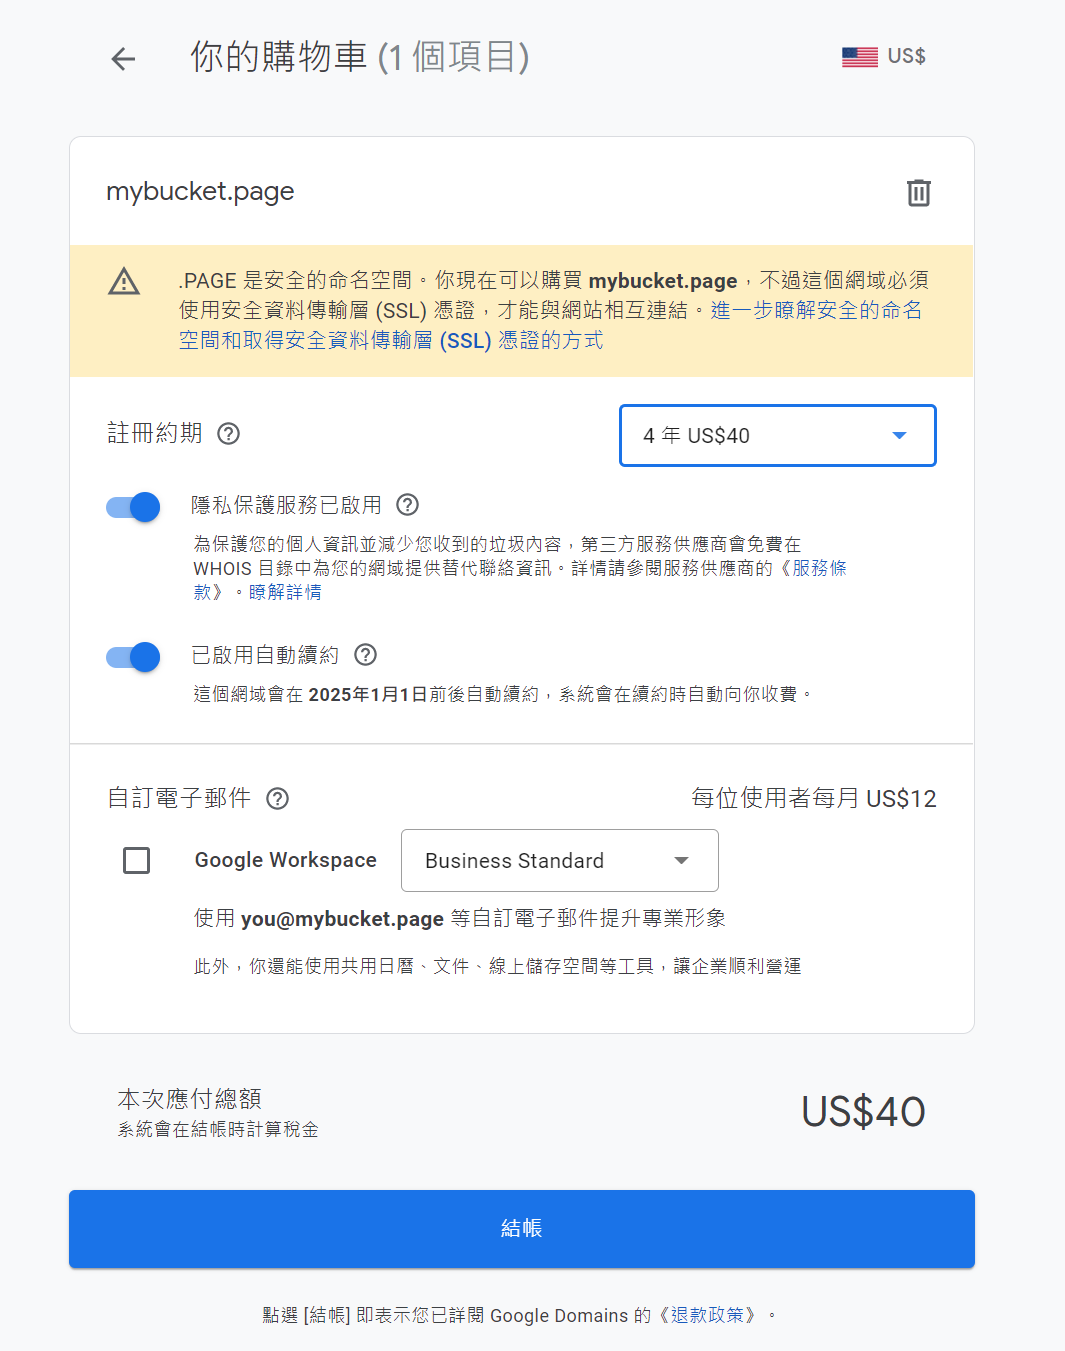 你的購物車 (1 個項目)
US$
mybucket.page
.PAGE 是安全的命名空間。你現在可以購買 mybucket.page，不過這個網域必須
使用安全資料傳輸層 (SSL) 憑證，才能與網站相互連結。進一步瞭解安全的命名
空間和取得安全資料傳輸層 (SSL) 憑證的方式
註冊約期
4 年 US$40
隱私保護服務已啟用
為保護您的個人資訊並減少您收到的垃圾內容，第三方服務供應商會免費在
WHOIS 目錄中為您的網域提供替代聯絡資訊。詳情請參閱服務供應商的《服務條
款》。瞭解詳情
已啟用自動續約
這個網域會在 2025年1月1日前後自動續約，系統會在續約時自動向你收費。
自訂電子郵件
每位使用者每月 US$12
Google Workspace
Business Standard
使用 you@mybucket.page 等自訂電子郵件提升專業形象
此外，你還能使用共用日曆、文件、線上儲存空間等工具，讓企業順利營運
本次應付總額
US$40
系統會在結帳時計算稅金
結帳
點選 [結帳] 即表示您已詳閱 Google Domains 的《退款政策》。